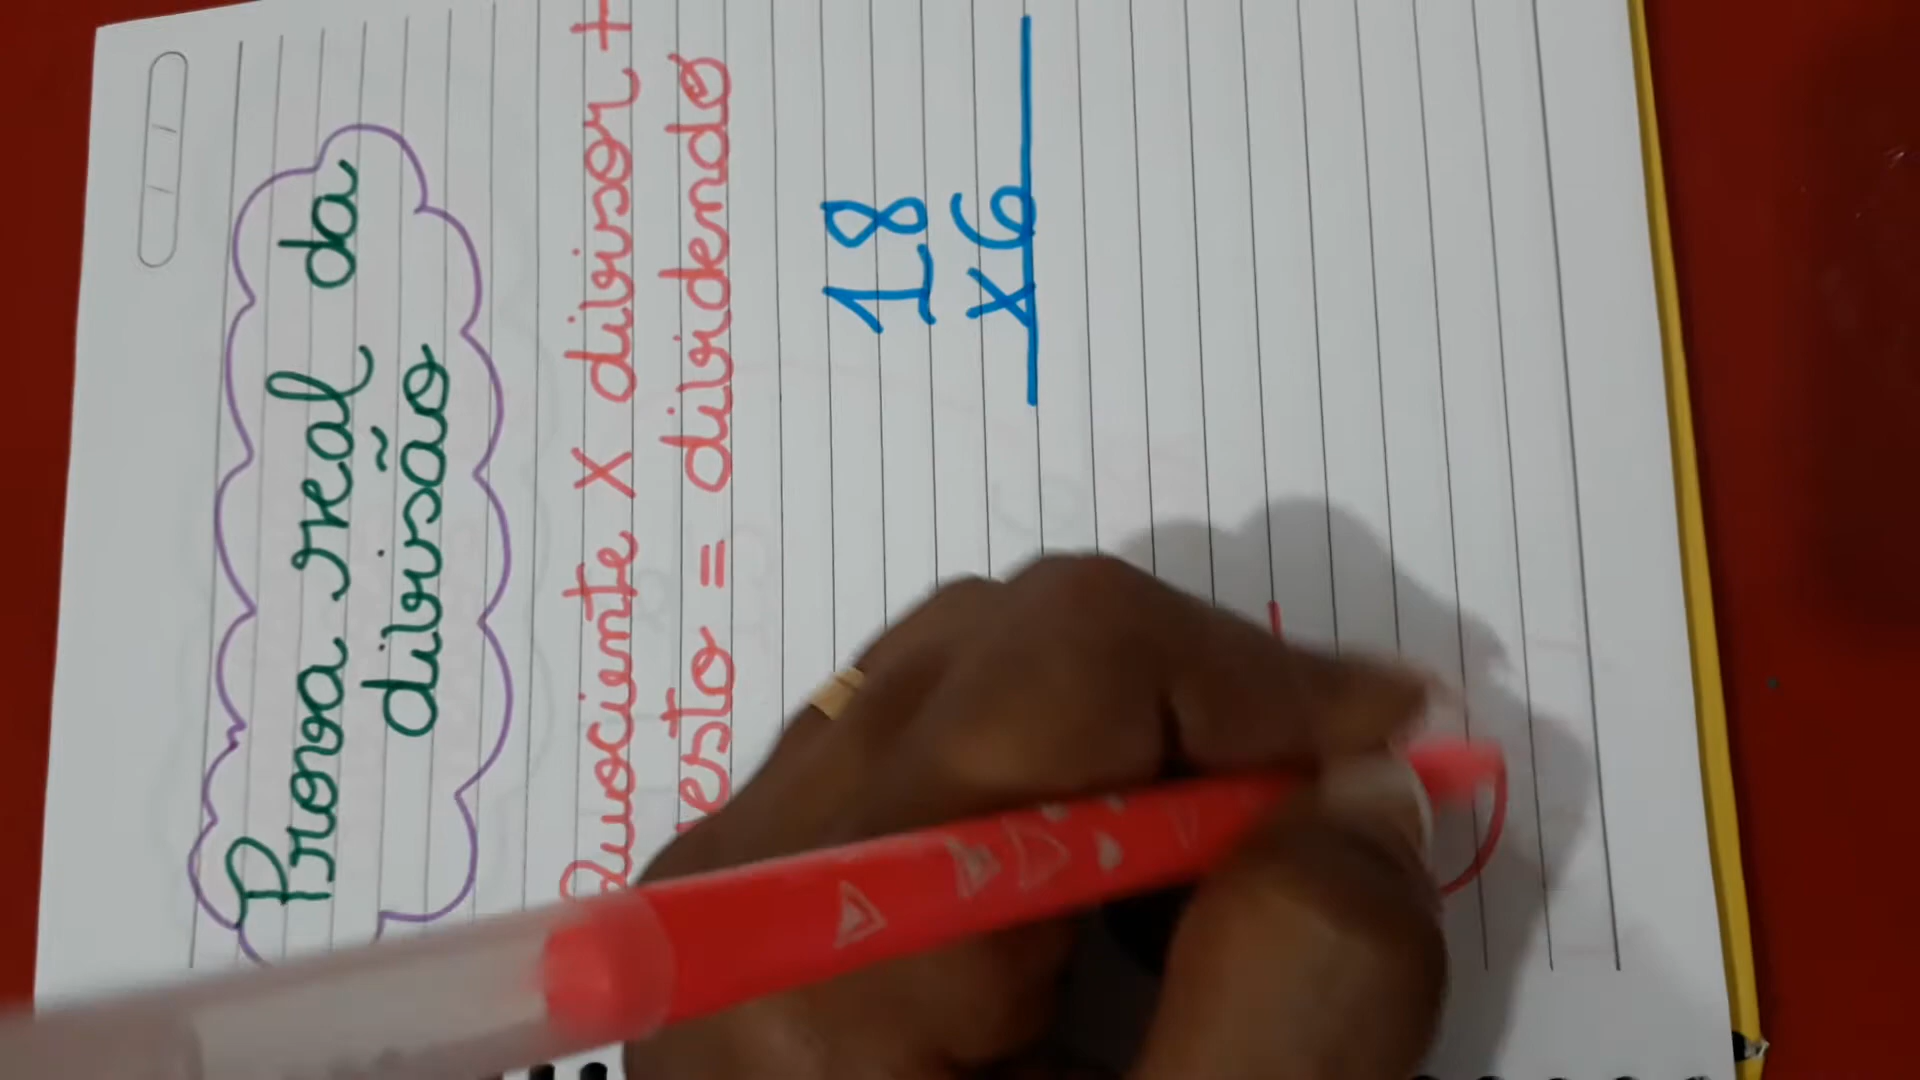 Prova real da
divisão
Quociente X divisor +
resto = dividendo
18
x6